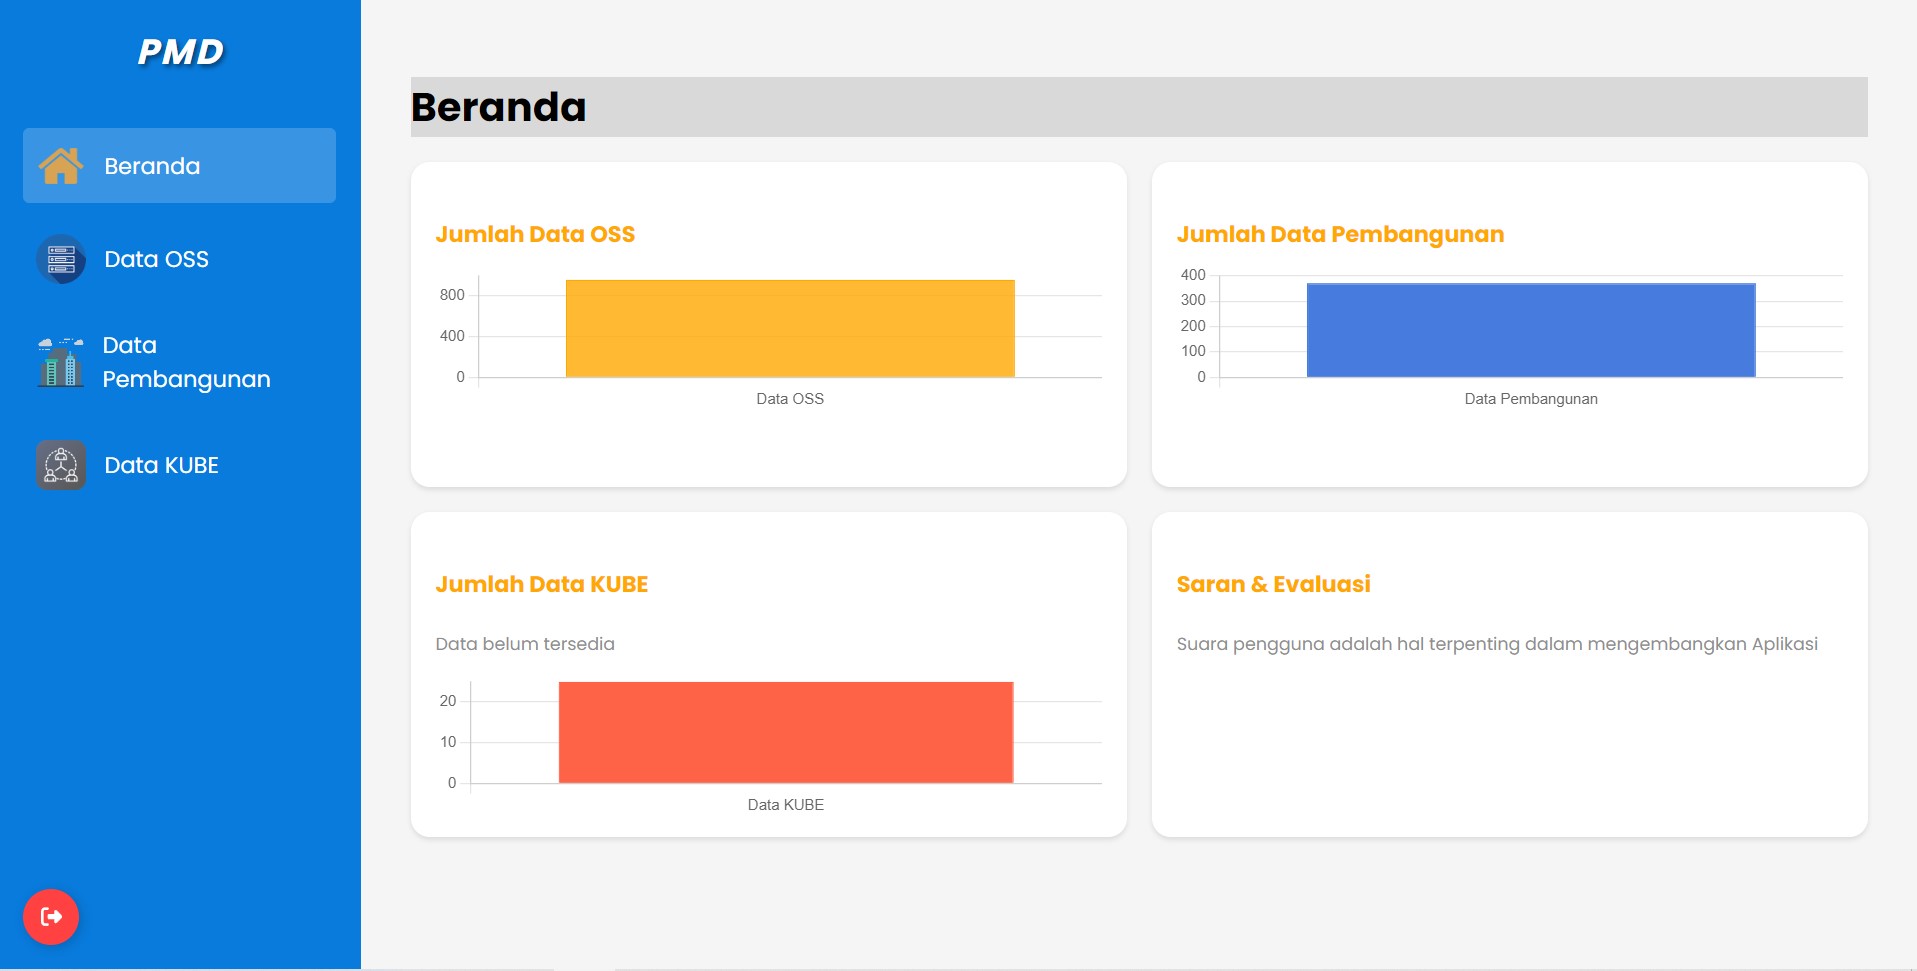 PMD
Beranda
Data OSS
Data
Pembangunan
Data KUBE
Beranda
Jumlah Data OSS
800
400
0
Data OSS
Jumlah Data Pembangunan
400
300
200
100
0
Data Pembangunan
Jumlah Data KUBE
Data belum tersedia
20
10
0
Data KUBE
Saran & Evaluasi
Suara pengguna adalah hal terpenting dalam mengembangkan Aplikasi